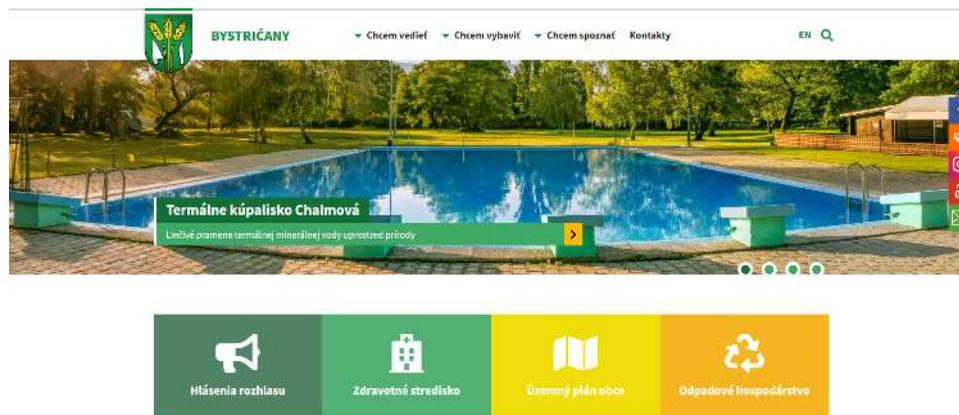 BYSTRIČANY
Chcem vedieť Chcem vybaviť Chcem spoznať Kontakty
EN
Termálne kúpalisko Chalmová
Liečivé pramene termálnej minerálnej vody uprostred prírody
Hlásenia rozhlasu
Zdravotné stredisko
Územný plán obce
Odpadové hospodárstvo